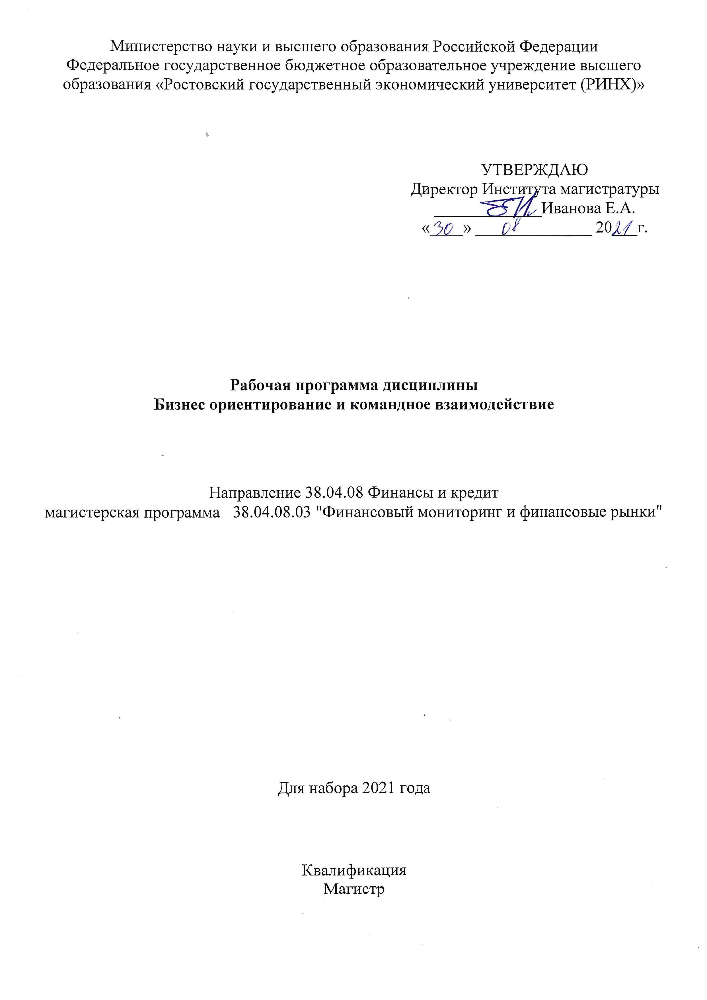 Министерство науки и высшего образования Российской Федерации
Федеральное государственное бюджетное образовательное учреждение высшего
образования «Ростовский государственный экономический университет (РИНХ)»
УТВЕРЖДАЮ
Директор Института магистратуры
Иванова Е.А.
«30» 08 2021г.
Рабочая программа дисциплины
Бизнес ориентирование и командное взаимодействие
Направление 38.04.08 Финансы и кредит
магистерская программа 38.04.08.03 "Финансовый мониторинг и финансовые рынки"
Для набора 2021 года
Квалификация
Магистр